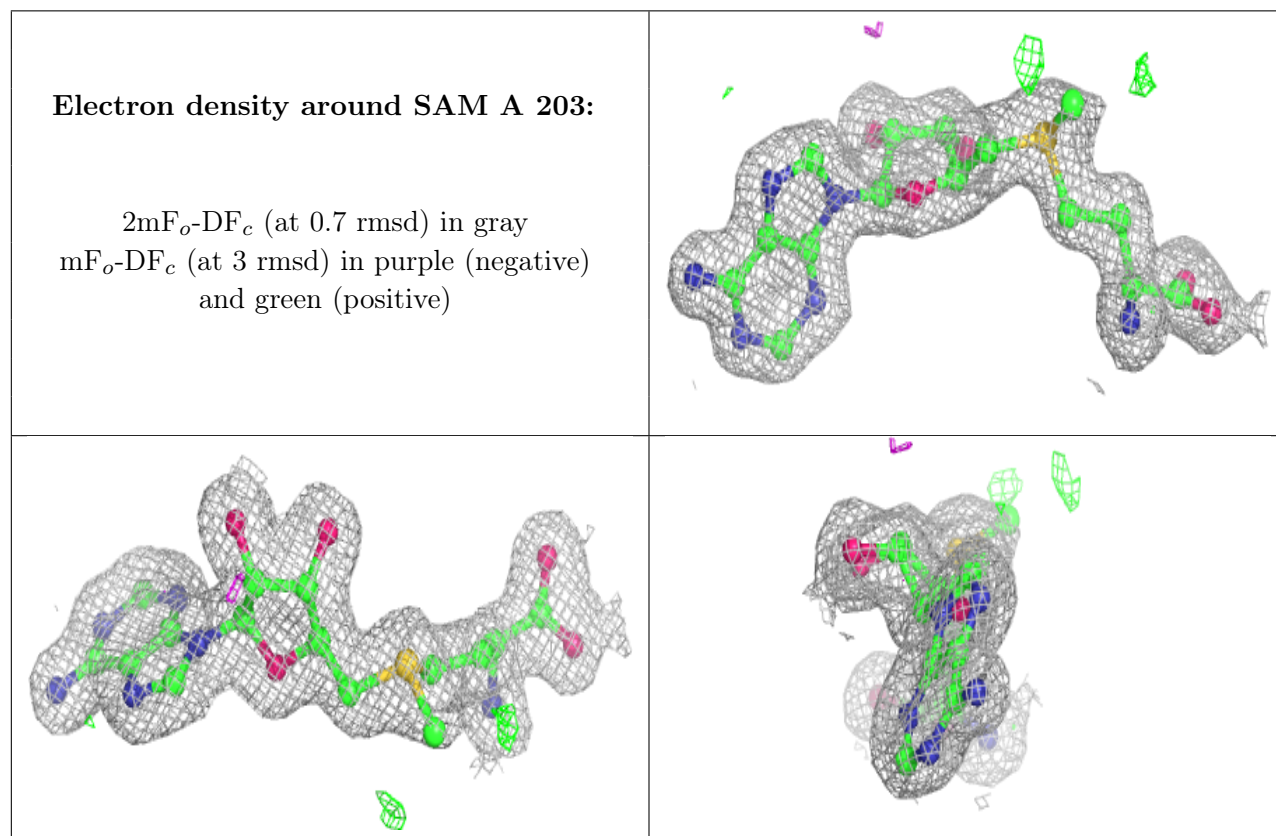 Electron density around SAM A 203:
2mFo-DFc (at 0.7 rmsd) in gray
mFo-DFc (at 3 rmsd) in purple (negative)
and green (positive)